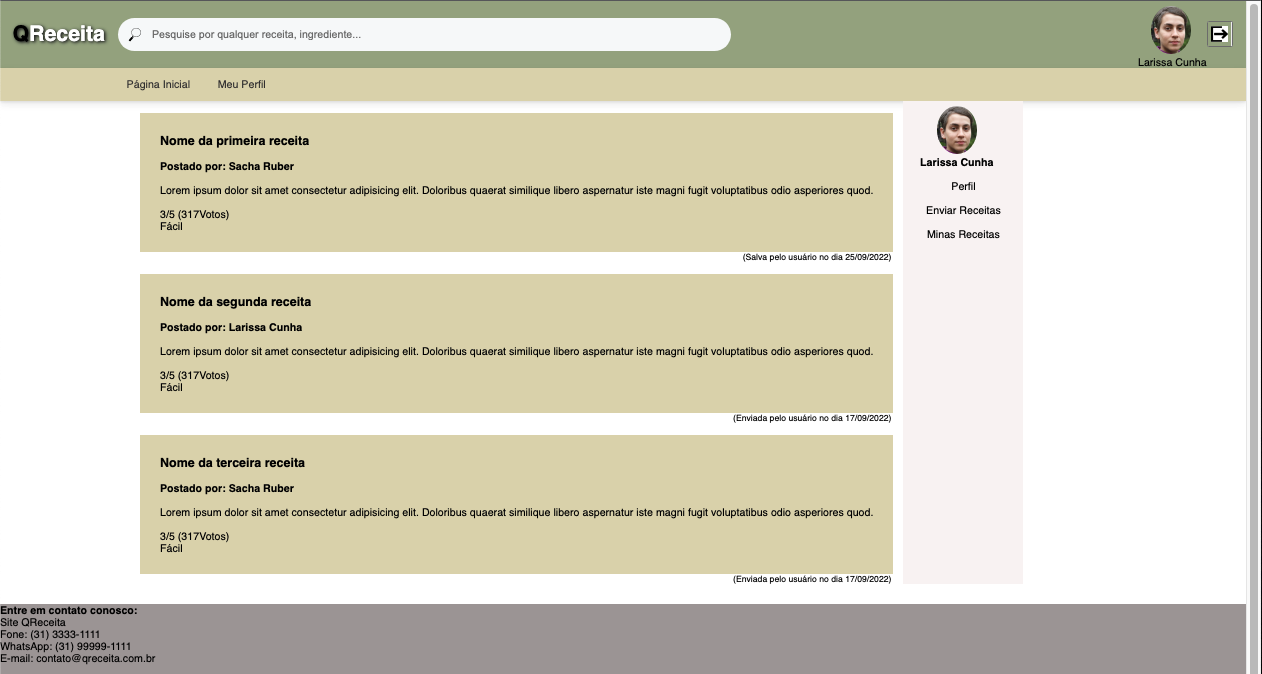 QReceita
Pesquise por qualquer receita, ingrediente...
Larissa Cunha
Página Inicial
Meu Perfil
Nome da primeira receita
Postado por: Sacha Ruber
Lorem ipsum dolor sit amet consectetur adipisicing elit. Doloribus quaerat similique libero aspernatur iste magni fugit voluptatibus odio asperiores quod.
3/5 (317Votos)
Fácil
(Salva pelo usuário no dia 25/09/2022)
Nome da segunda receita
Postado por: Larissa Cunha
Lorem ipsum dolor sit amet consectetur adipisicing elit. Doloribus quaerat similique libero aspernatur iste magni fugit voluptatibus odio asperiores quod.
3/5 (317Votos)
Fácil
(Enviada pelo usuário no dia 17/09/2022)
Nome da terceira receita
Postado por: Sacha Ruber
Lorem ipsum dolor sit amet consectetur adipisicing elit. Doloribus quaerat similique libero aspernatur iste magni fugit voluptatibus odio asperiores quod.
3/5 (317Votos)
Fácil
(Enviada pelo usuário no dia 17/09/2022)
Larissa Cunha
Perfil
Enviar Receitas
Minas Receitas
Entre em contato conosco:
Site QReceita
Fone: (31) 3333-1111
WhatsApp: (31) 99999-1111
E-mail: contato@qreceita.com.br